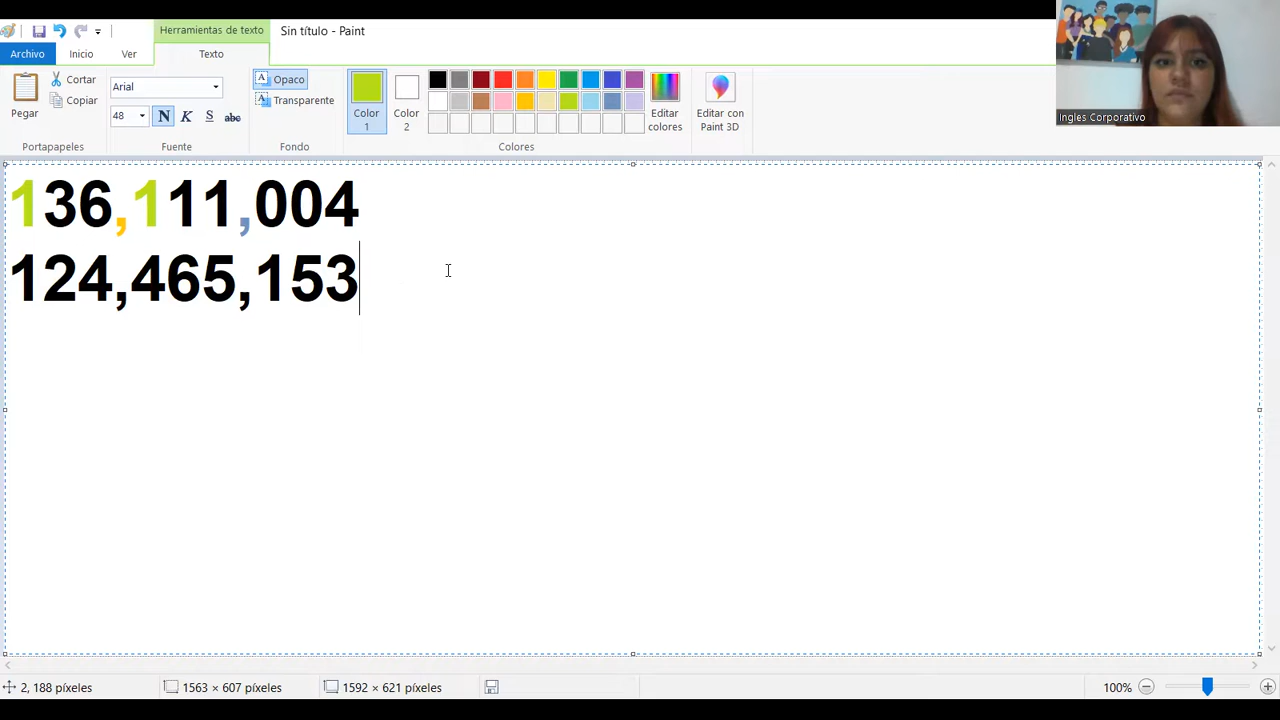 Herramientas de texto
Sin título - Paint
Archivo
Inicio
Ver
Texto
Pegar
Cortar
Copiar
Portapapeles
Arial
48
N
K
S
abc
Fuente
A
Opaco
A
Transparente
Fondo
Color
1
Color
2
Colores
Editar
colores
Editar con
Paint 3D
Ingles Corporativo
136,111,004
124,465,153
2, 188 píxeles
1563 × 607 píxeles
1592 × 621 píxeles
100%